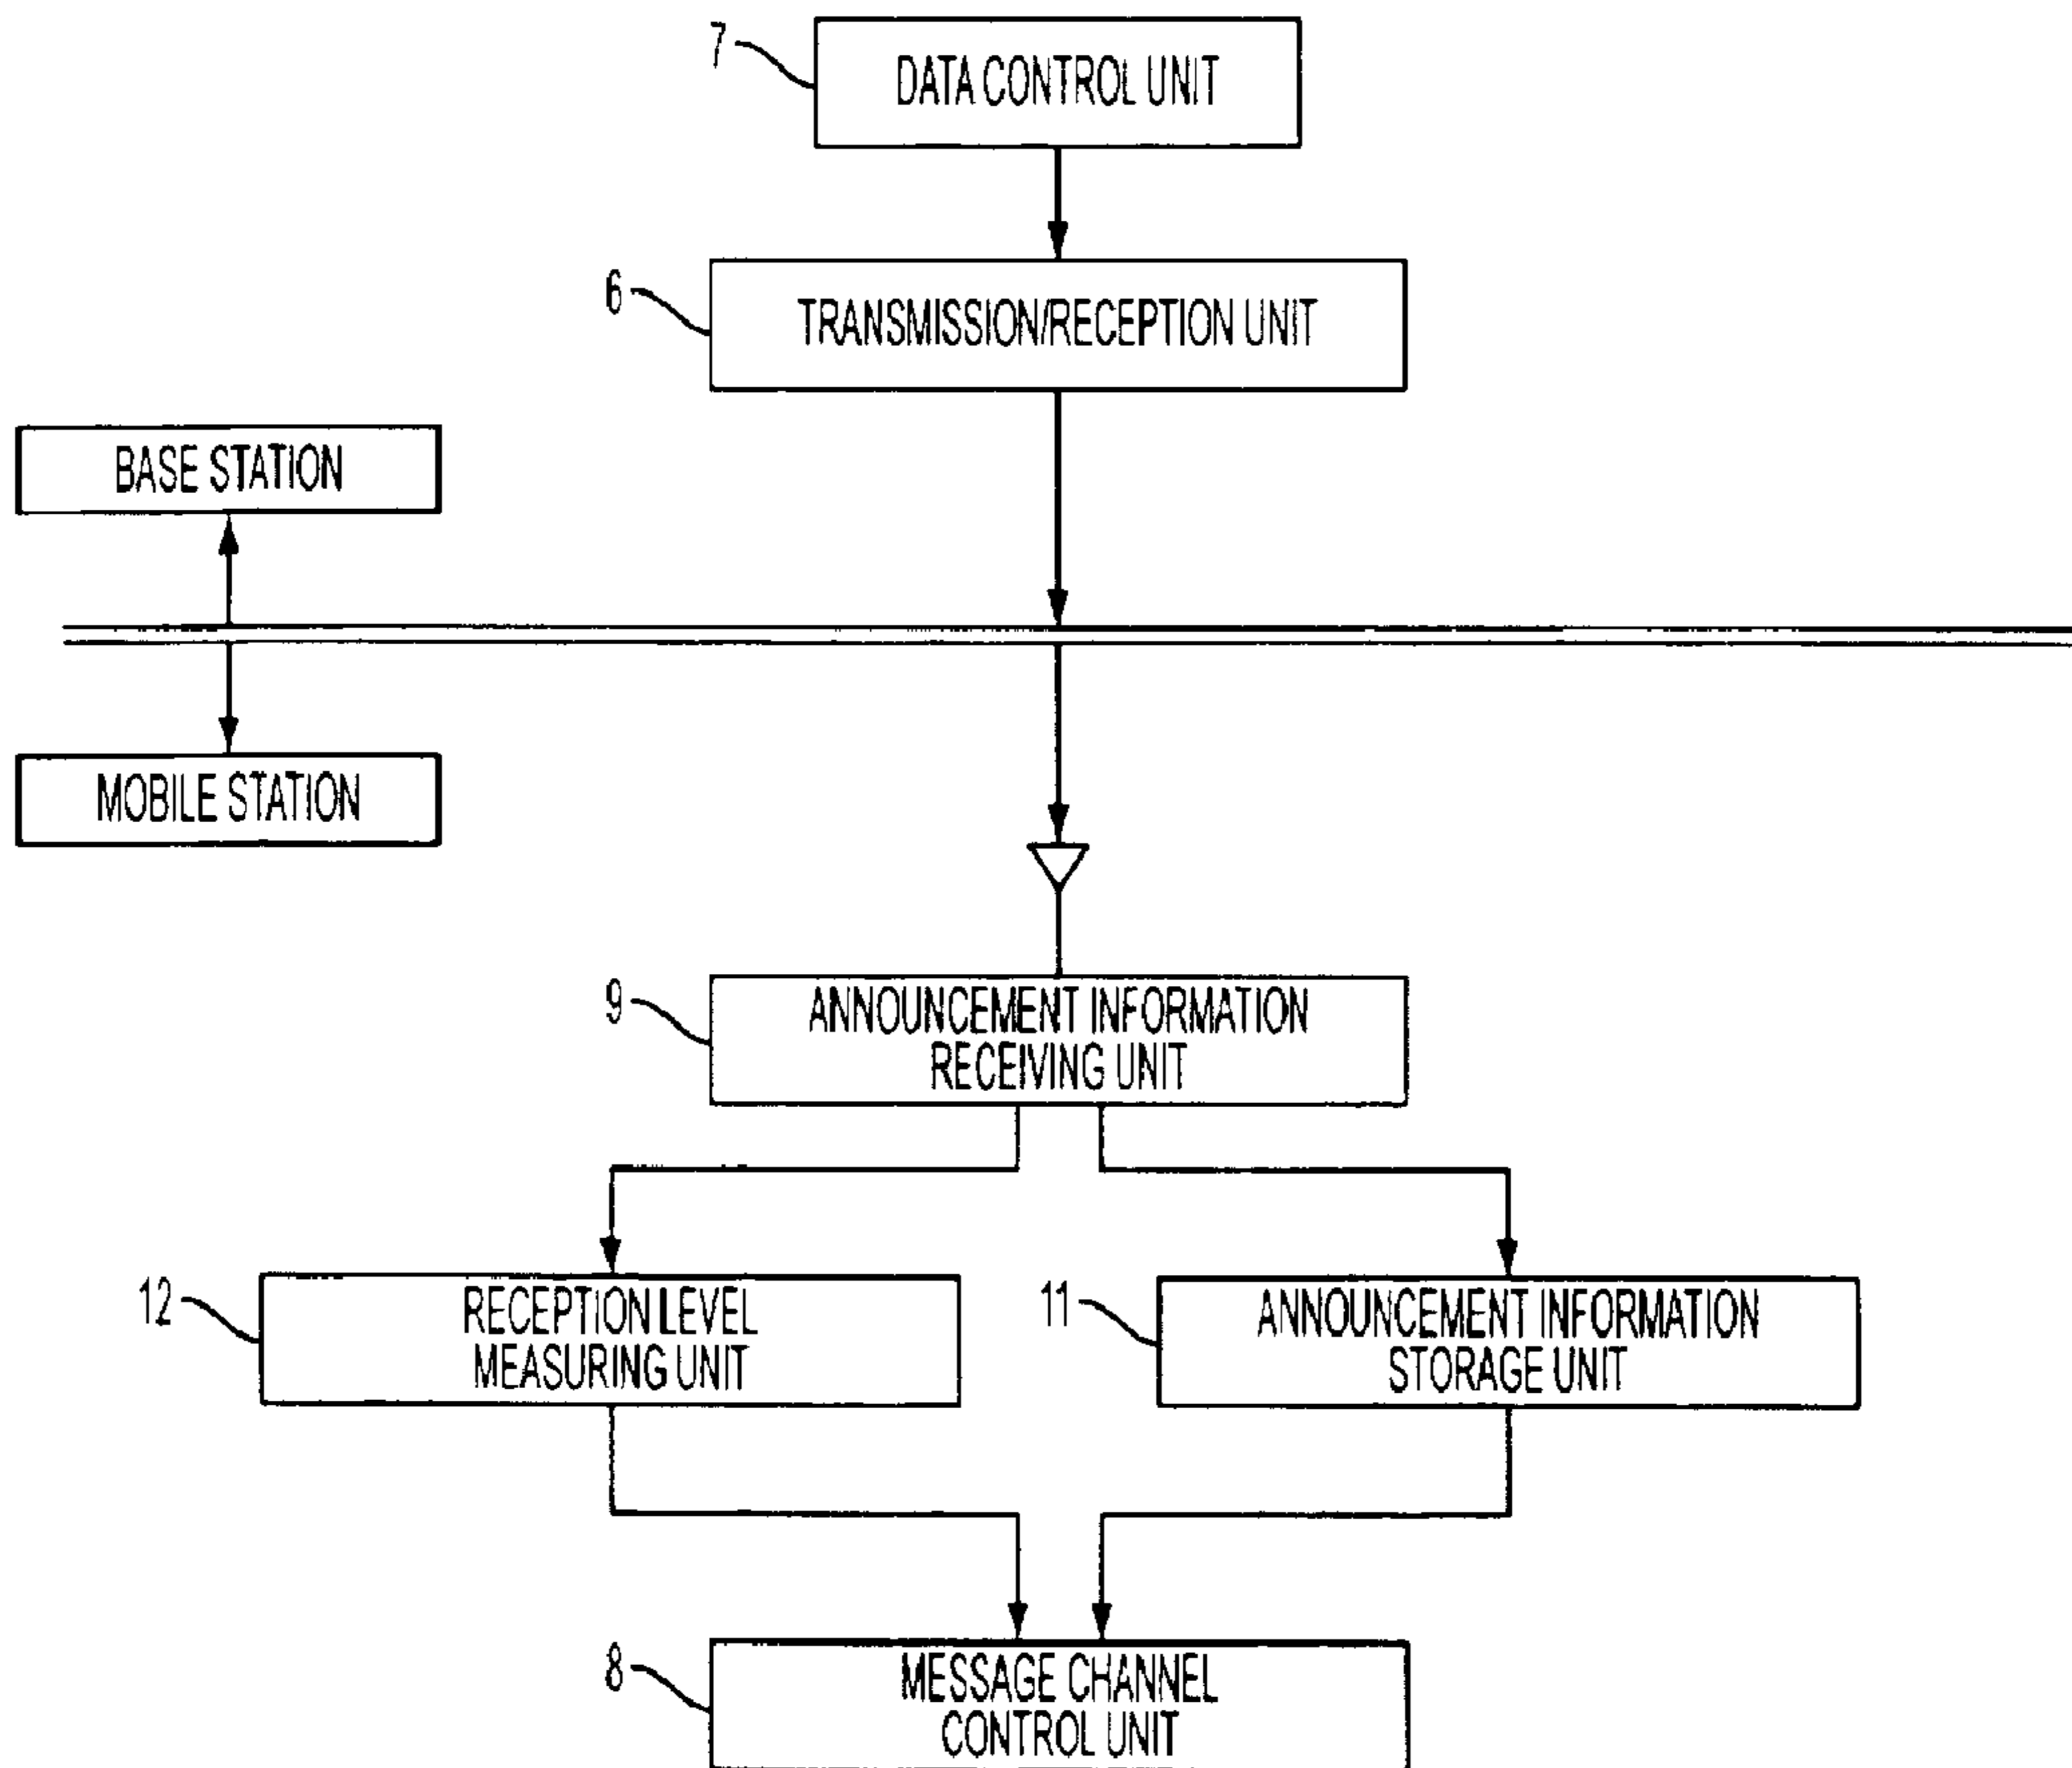 7
DATA CONTROL UNIT
6
TRANSMISSION/RECEPTION UNIT
BASE STATION
MOBILE STATION
9
ANNOUNCEMENT INFORMATION
RECEIVING UNIT
12
RECEPTION LEVEL
MEASURING UNIT
11
ANNOUNCEMENT INFORMATION
STORAGE UNIT
8
MESSAGE CHANNEL
CONTROL UNIT